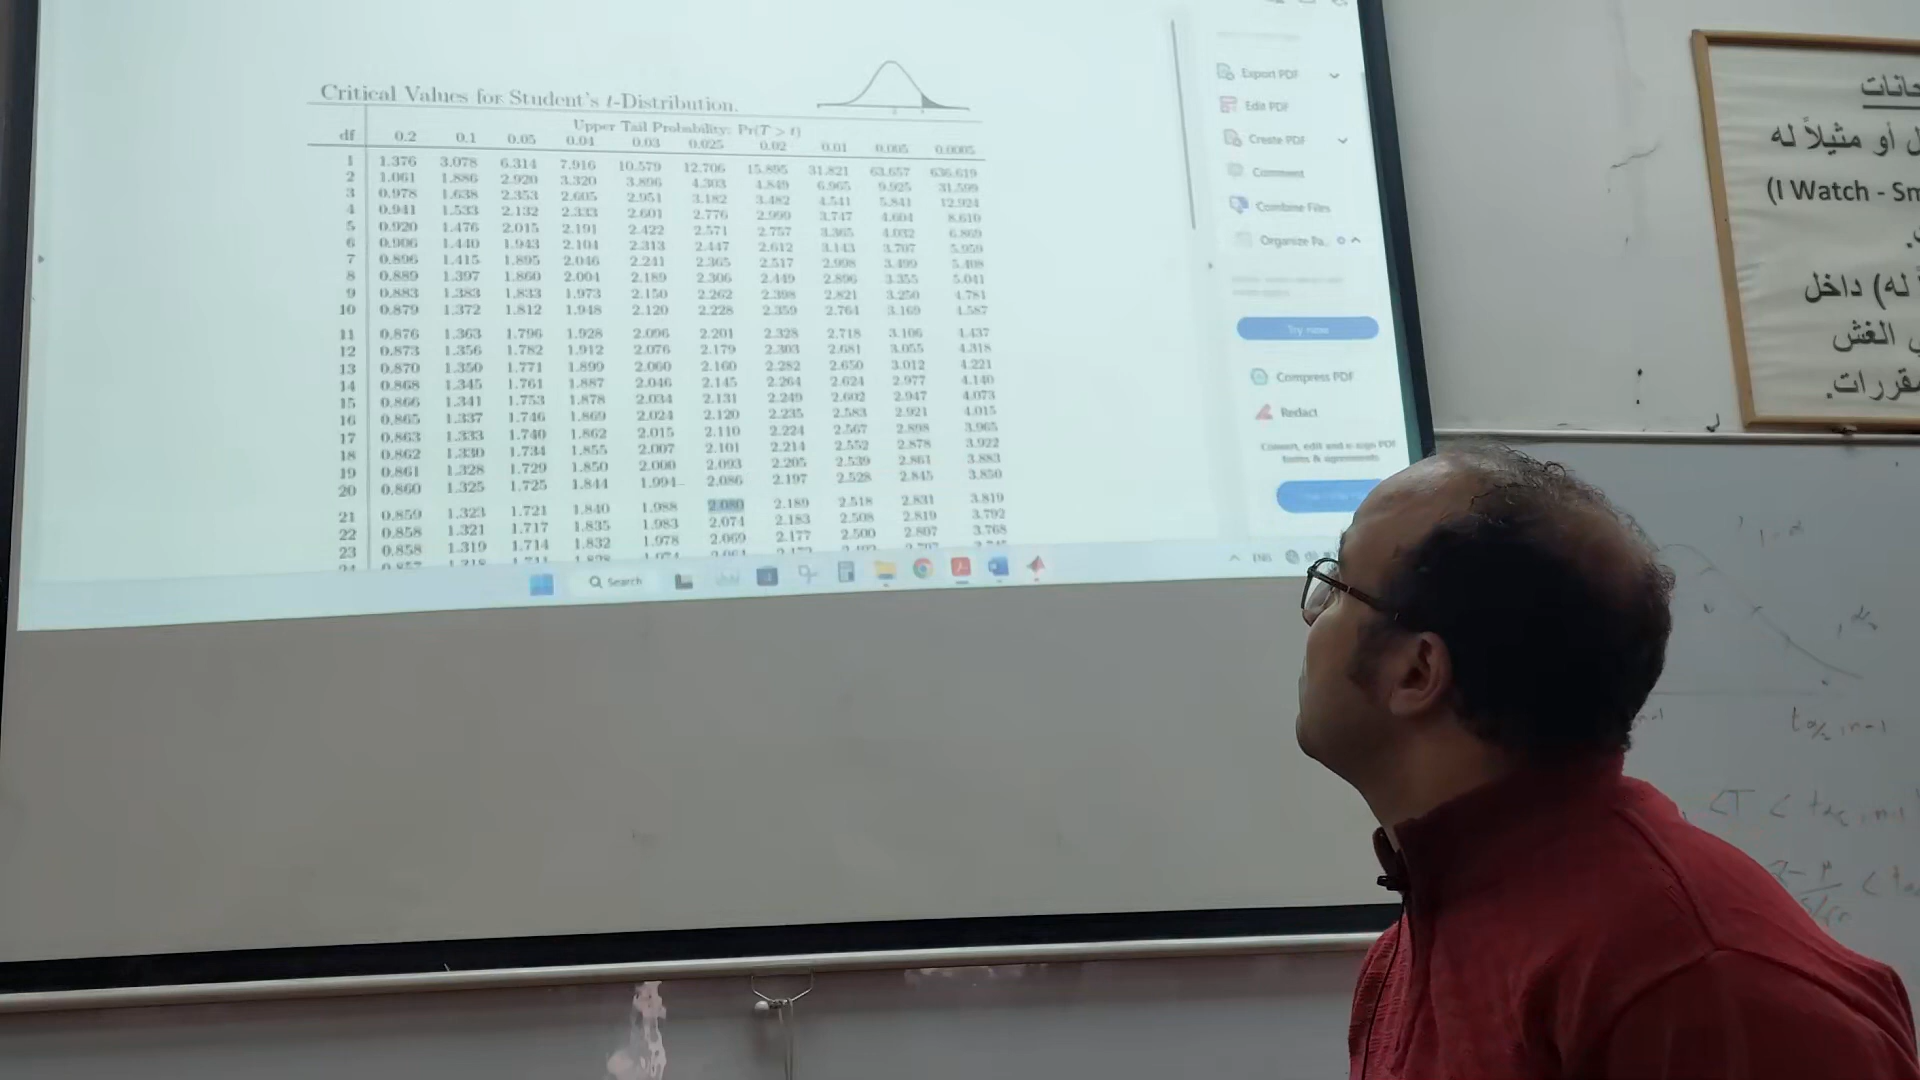 Critical Values for Student's t-Distribution.
Upper Tail Probability: Pr(T > t)
df 0.2 0.1 0.05 0.04 0.03 0.025 0.02 0.01 0.005 0.0005
1 1.376 3.078 6.314 7.916 10.579 12.706 15.895 31.821 63.657 636.619
2 1.061 1.886 2.920 3.320 3.896 4.303 4.849 6.965 9.925 31.599
3 0.978 1.638 2.353 2.605 2.951 3.182 3.482 4.541 5.841 12.924
4 0.941 1.533 2.132 2.333 2.601 2.776 2.999 3.747 4.604 8.610
5 0.920 1.476 2.015 2.191 2.422 2.571 2.757 3.365 4.032 6.869
6 0.906 1.440 1.943 2.104 2.313 2.447 2.612 3.143 3.707 5.959
7 0.896 1.415 1.895 2.046 2.241 2.365 2.517 2.998 3.499 5.408
8 0.889 1.397 1.860 2.004 2.189 2.306 2.449 2.896 3.355 5.041
9 0.883 1.383 1.833 1.973 2.150 2.262 2.398 2.821 3.250 4.781
10 0.879 1.372 1.812 1.948 2.120 2.228 2.359 2.764 3.169 4.587
11 0.876 1.363 1.796 1.928 2.096 2.201 2.328 2.718 3.106 4.437
12 0.873 1.356 1.782 1.912 2.076 2.179 2.303 2.681 3.055 4.318
13 0.870 1.350 1.771 1.899 2.060 2.160 2.282 2.650 3.012 4.221
14 0.868 1.345 1.761 1.887 2.046 2.145 2.264 2.624 2.977 4.140
15 0.866 1.341 1.753 1.878 2.034 2.131 2.249 2.602 2.947 4.073
16 0.865 1.337 1.746 1.869 2.024 2.120 2.235 2.583 2.921 4.015
17 0.863 1.333 1.740 1.862 2.015 2.110 2.224 2.567 2.898 3.965
18 0.862 1.330 1.734 1.855 2.007 2.101 2.214 2.552 2.878 3.922
19 0.861 1.328 1.729 1.850 2.000 2.093 2.205 2.539 2.861 3.883
20 0.860 1.325 1.725 1.844 1.994 2.086 2.197 2.528 2.845 3.850
21 0.859 1.323 1.721 1.840 1.988 2.080 2.189 2.518 2.831 3.819
22 0.858 1.321 1.717 1.835 1.983 2.074 2.183 2.508 2.819 3.792
23 0.858 1.319 1.714 1.832 1.978 2.069 2.177 2.500 2.807 3.768
Export PDF
Edit PDF
Create PDF
Comment
Combine Files
Organize Pa..
Try now
Compress PDF
Redact
Convert, edit and e-sign PDF
forms & agreements
Search
ENG
ل أو مثيلاً له
(I Watch - Sm
له) داخل
الغش
مقررات.
1-α
α/2
n-1
tα/2, n-1